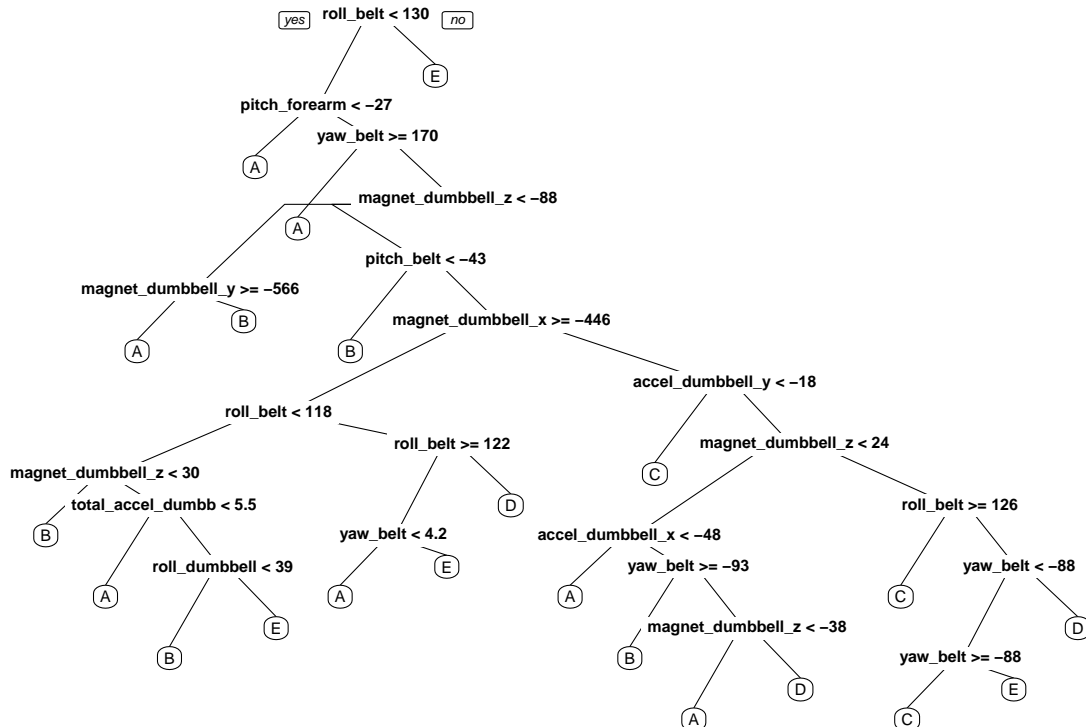 yes roll_belt < 130 no
E
pitch_forearm < −27
yaw_belt >= 170
A
magnet_dumbbell_z < −88
A
pitch_belt < −43
magnet_dumbbell_y >= −566
B
magnet_dumbbell_x >= −446
A
B
accel_dumbbell_y < −18
roll_belt < 118
roll_belt >= 122
magnet_dumbbell_z < 24
magnet_dumbbell_z < 30
C
total_accel_dumbb < 5.5
D
roll_belt >= 126
B
yaw_belt < 4.2
accel_dumbbell_x < −48
roll_dumbbell < 39
E
yaw_belt >= −93
yaw_belt < −88
A
A
A
C
E
magnet_dumbbell_z < −38
D
B
B
yaw_belt >= −88
D
E
A
C